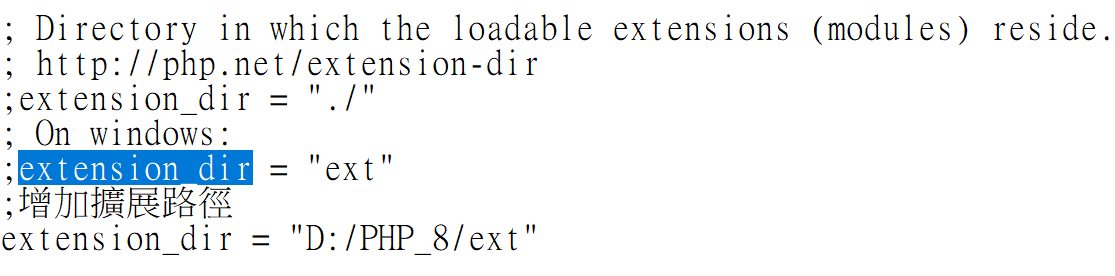 ; Directory in which the loadable extensions (modules) reside.
; http://php.net/extension-dir
;extension_dir = "./"
; On windows:
;extension_dir = "ext"
;增加擴展路徑
extension_dir = "D:/PHP_8/ext"